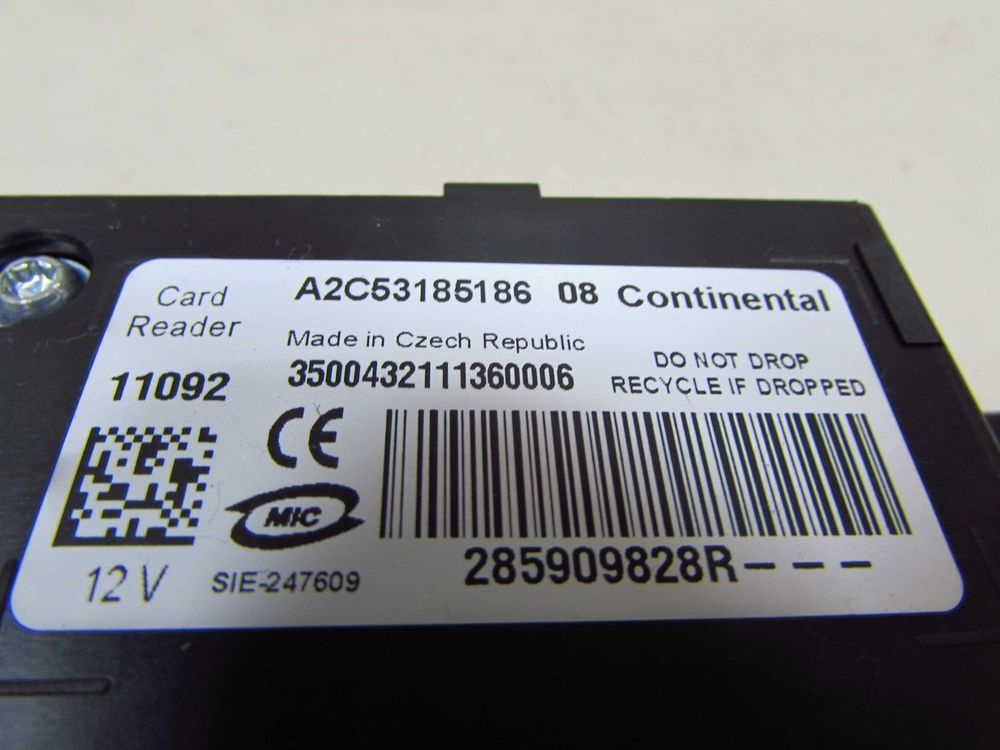 Card
Reader
A2C53185186 08 Continental
Made in Czech Republic
3500432111360006
DO NOT DROP
RECYCLE IF DROPPED
11092
CE
MIC
12 V
SIE-247609
285909828R---